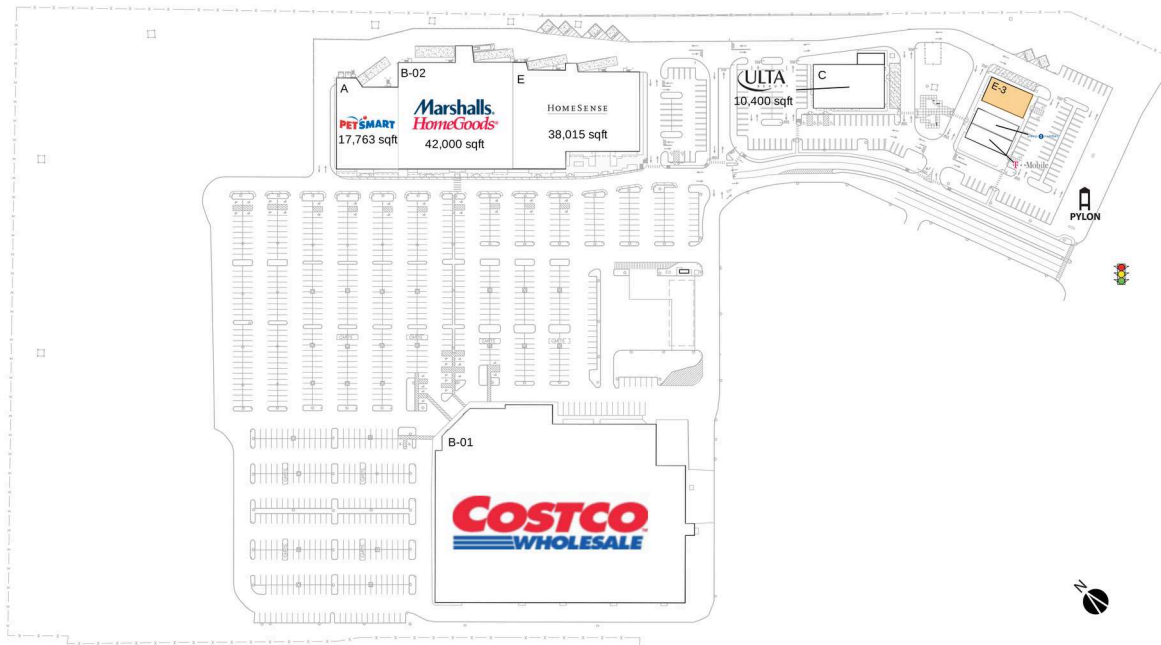 A
PETSMART
17,763 sqft
B-02
Marshalls.
HomeGoods
42,000 sqft
E
HOMESENSE
38,015 sqft
ULTA
BEAUTY
10,400 sqft
C
E-3
T Mobile
PYLON
B-01
COSTCO
WHOLESALE
N